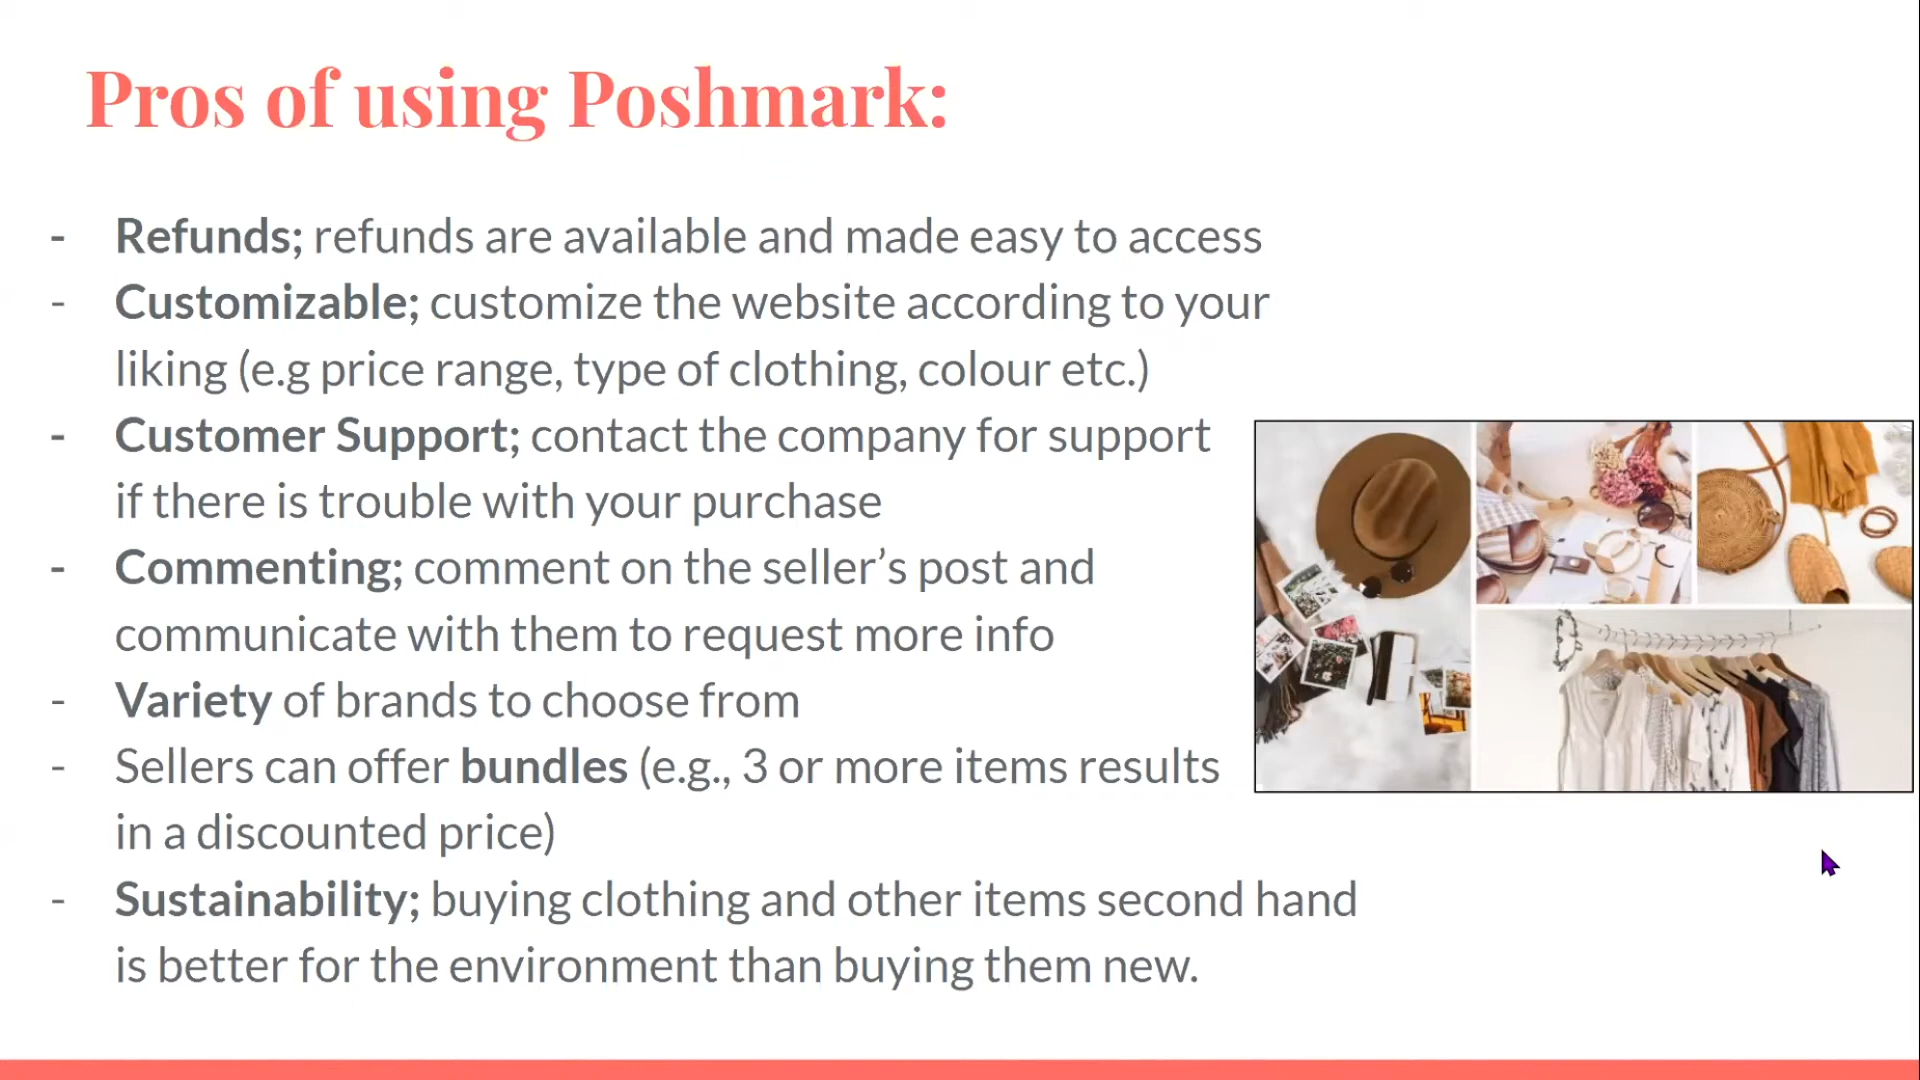 Pros of using Poshmark:
- Refunds; refunds are available and made easy to access
- Customizable; customize the website according to your
liking (e.g price range, type of clothing, colour etc.)
- Customer Support; contact the company for support
if there is trouble with your purchase
- Commenting; comment on the seller’s post and
communicate with them to request more info
- Variety of brands to choose from
- Sellers can offer bundles (e.g., 3 or more items results
in a discounted price)
- Sustainability; buying clothing and other items second hand
is better for the environment than buying them new.